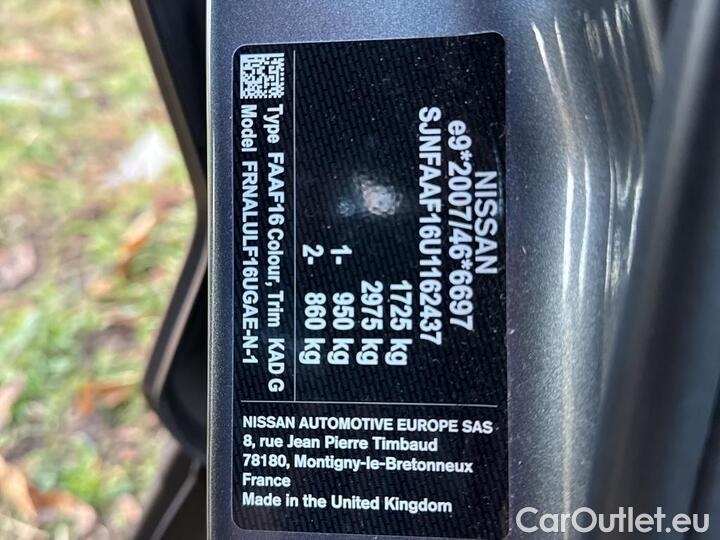 NISSAN
e9*2007/46*6697
SJNFAAF16U1162437
1725 kg
2975 kg
1- 950 kg
2- 860 kg
Type FAAF16 Colour, Trim KAD G
Model FRNALULF16UGAE-N-1
NISSAN AUTOMOTIVE EUROPE SAS
8, rue Jean Pierre Timbaud
78180, Montigny-le-Bretonneux
France
Made in the United Kingdom
CarOutlet.eu